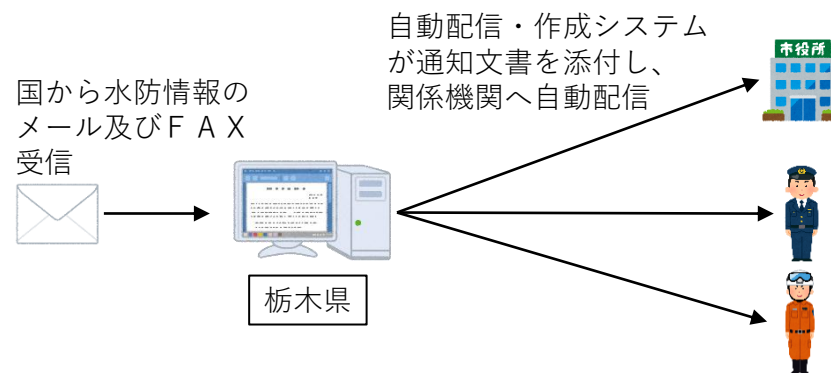 自動配信・作成システム
が通知文書を添付し、
関係機関へ自動配信
国から水防情報の
メール及びＦＡＸ
受信
市役所
栃木県